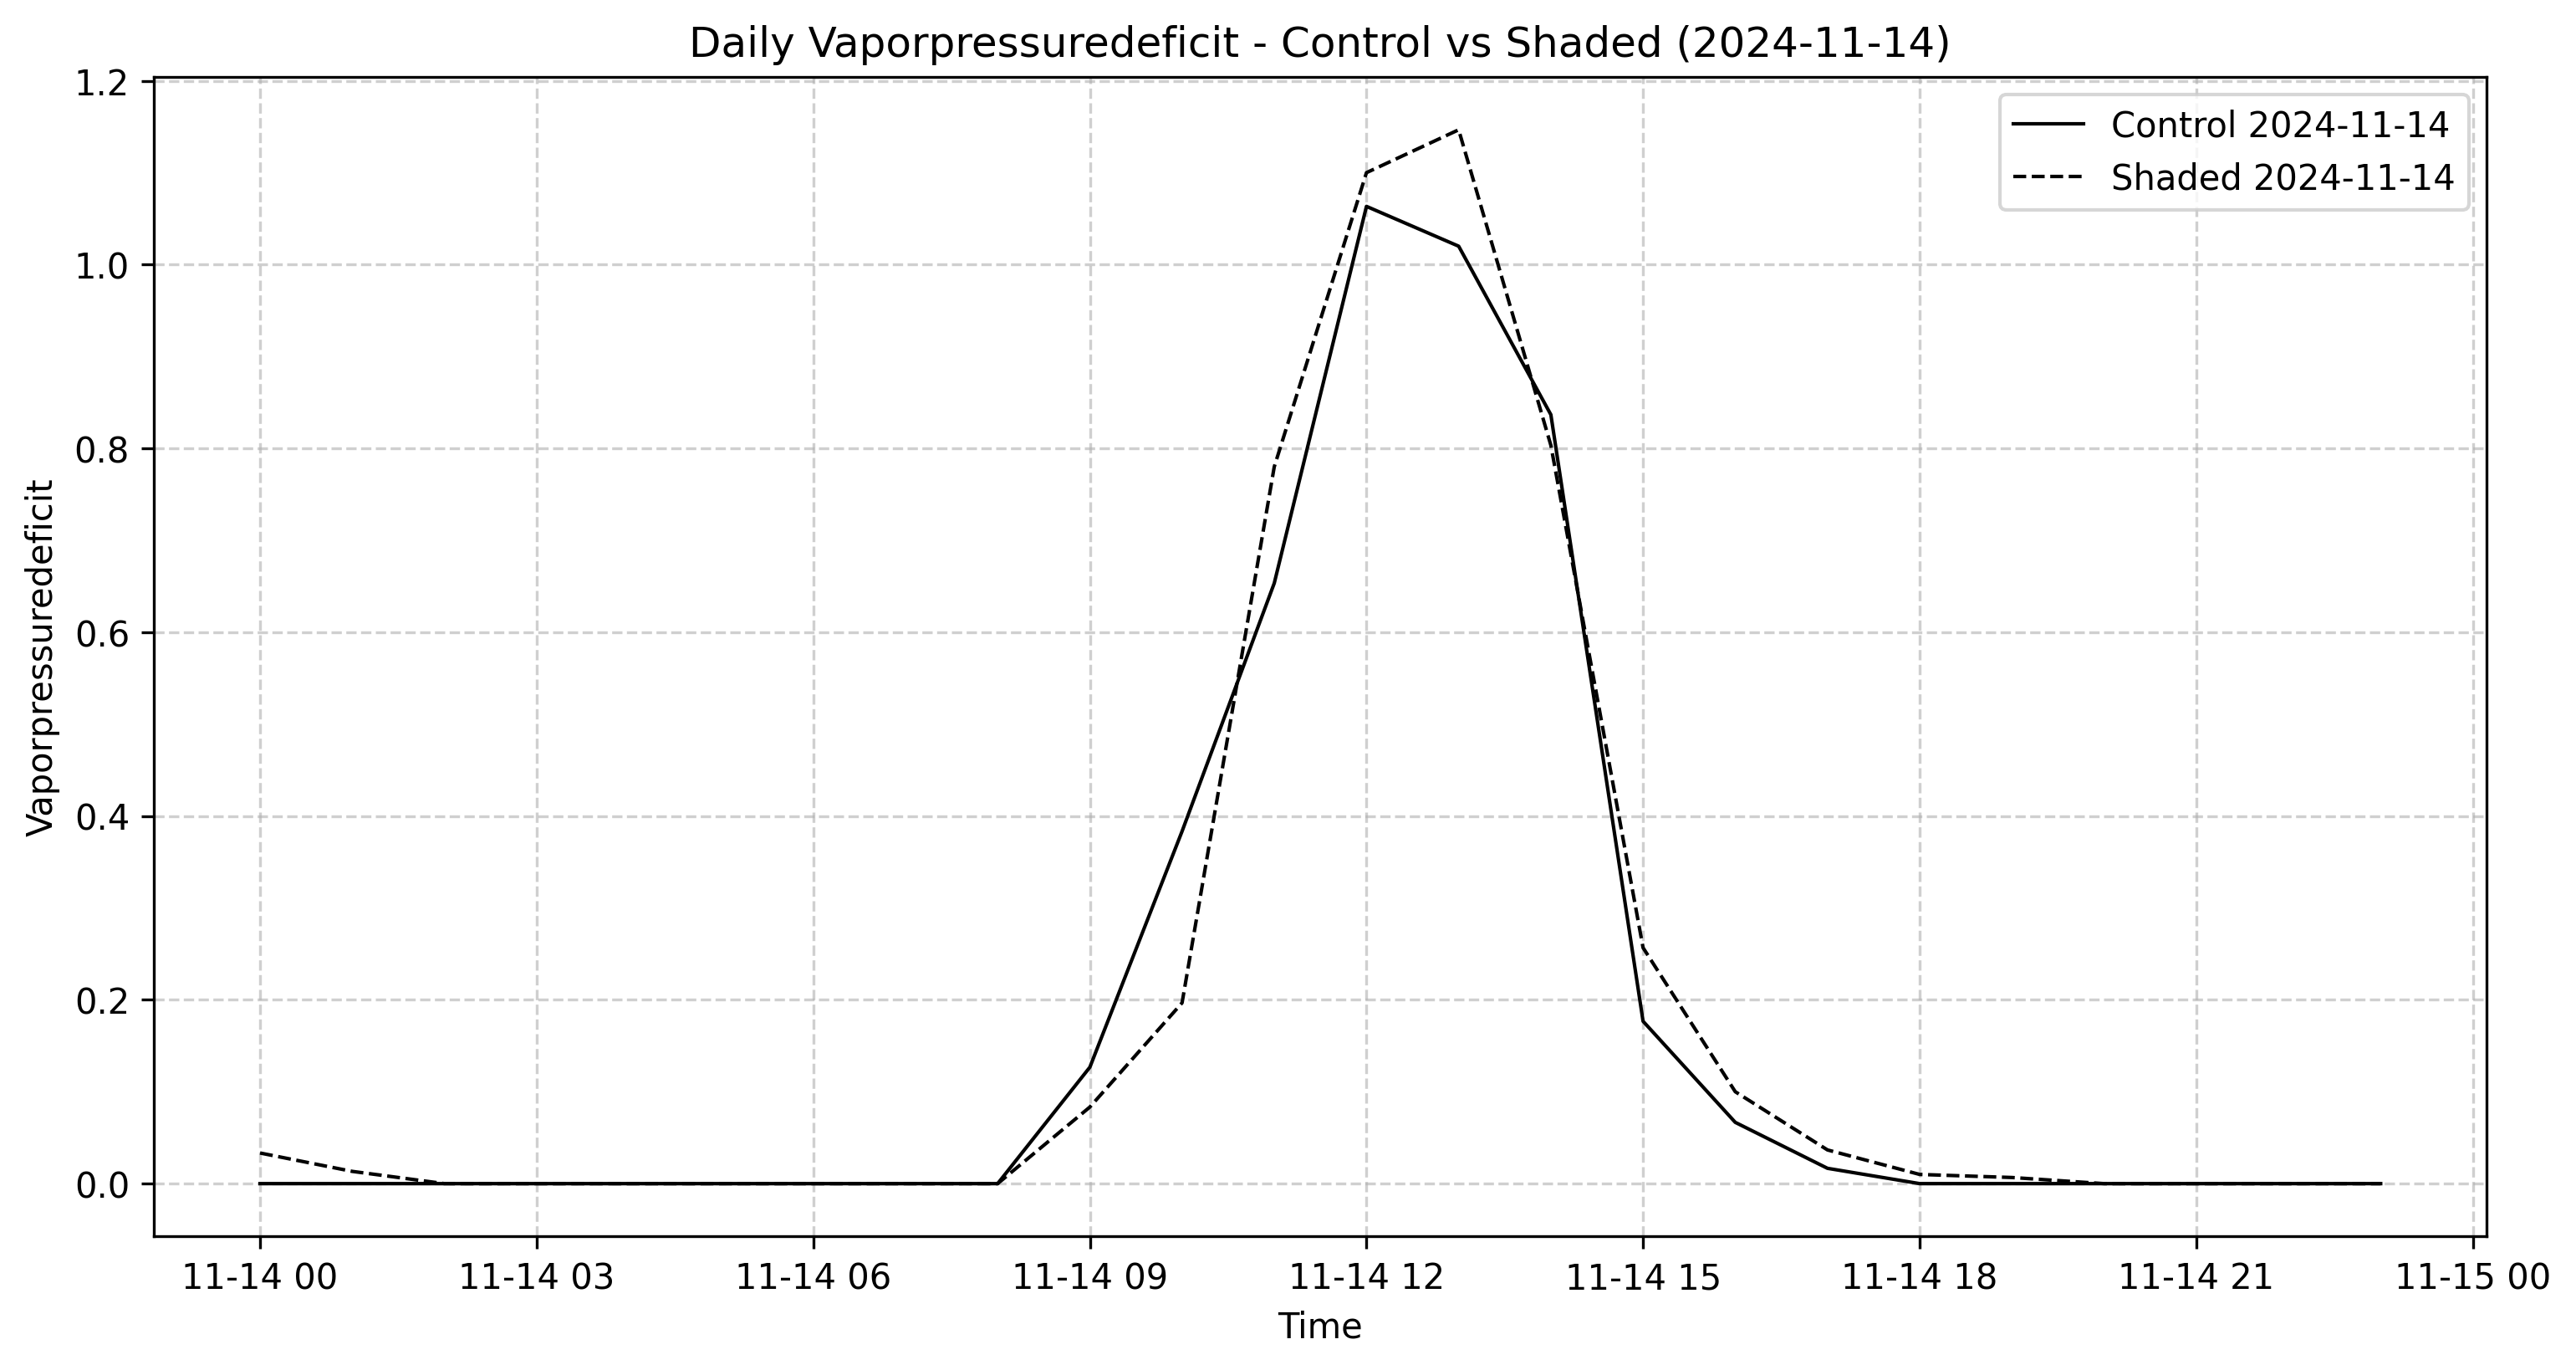 Daily Vaporpressuredeficit - Control vs Shaded (2024-11-14)
Control 2024-11-14
Shaded 2024-11-14
Vaporpressuredeficit
1.2
1.0
0.8
0.6
0.4
0.2
0.0
11-14 00 11-14 03 11-14 06 11-14 09 11-14 12 11-14 15 11-14 18 11-14 21 11-15 00
Time